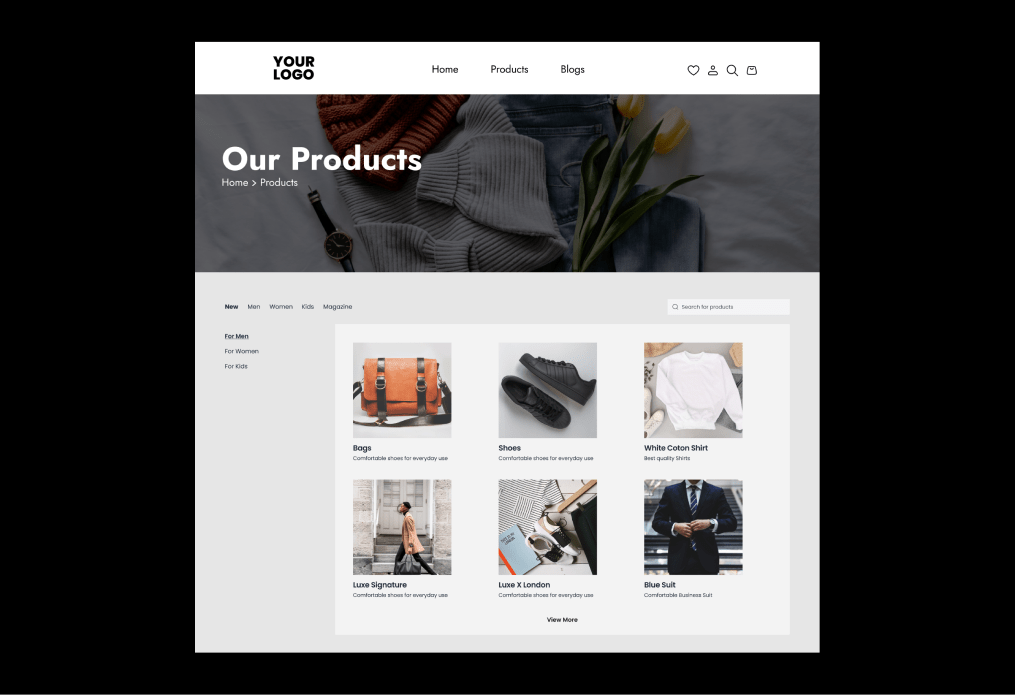 YOUR
LOGO
Home Products Blogs
Our Products
Home > Products
New Men Women Kids Magazine
Search for products
For Men
For Women
For Kids
Bags
Comfortable shoes for everyday use
Shoes
Comfortable shoes for everyday use
White Coton Shirt
Best quality Shirts
Luxe Signature
Comfortable shoes for everyday use
Luxe X London
Comfortable shoes for everyday use
Blue Suit
Comfortable Business Suit
View More